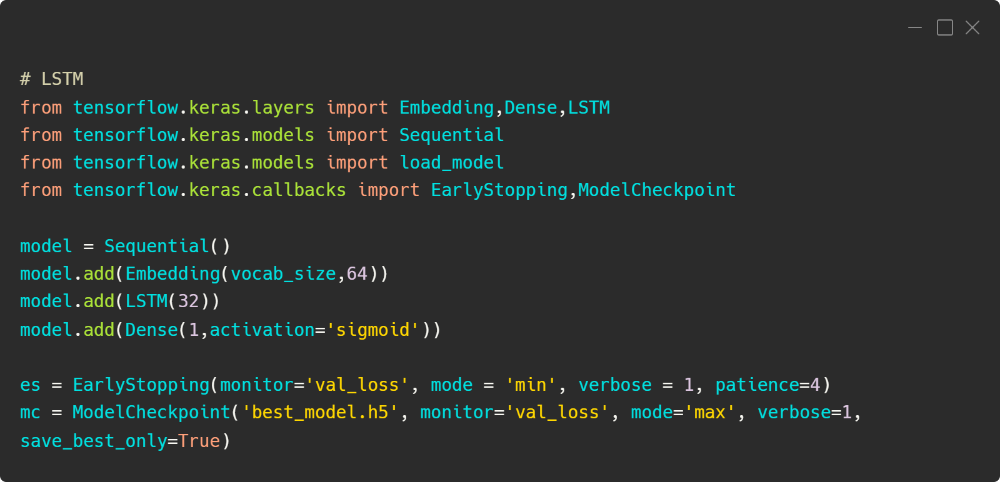 # LSTM
from tensorflow.keras.layers import Embedding,Dense,LSTM
from tensorflow.keras.models import Sequential
from tensorflow.keras.models import load_model
from tensorflow.keras.callbacks import EarlyStopping,ModelCheckpoint
model = Sequential()
model.add(Embedding(vocab_size,64))
model.add(LSTM(32))
model.add(Dense(1,activation='sigmoid'))
es = EarlyStopping(monitor='val_loss', mode = 'min', verbose = 1, patience=4)
mc = ModelCheckpoint('best_model.h5', monitor='val_loss', mode='max', verbose=1,
save_best_only=True)